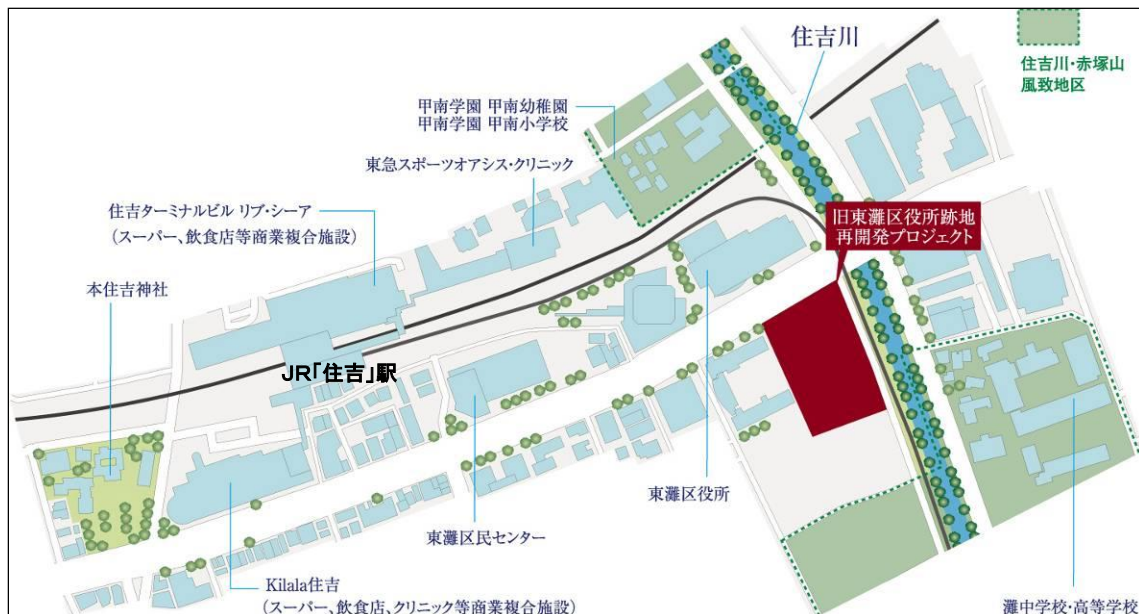 住吉川
住吉川・赤塚山
風致地区
甲南学園 甲南幼稚園
甲南学園 甲南小学校
東急スポーツオアシス・クリニック
住吉ターミナルビル リブ・シーア
（スーパー、飲食店等商業複合施設）
旧東灘区役所跡地
再開発プロジェクト
本住吉神社
JR「住吉」駅
東灘区役所
東灘区民センター
Kilala住吉
（スーパー、飲食店、クリニック等商業複合施設）
灘中学校・高等学校